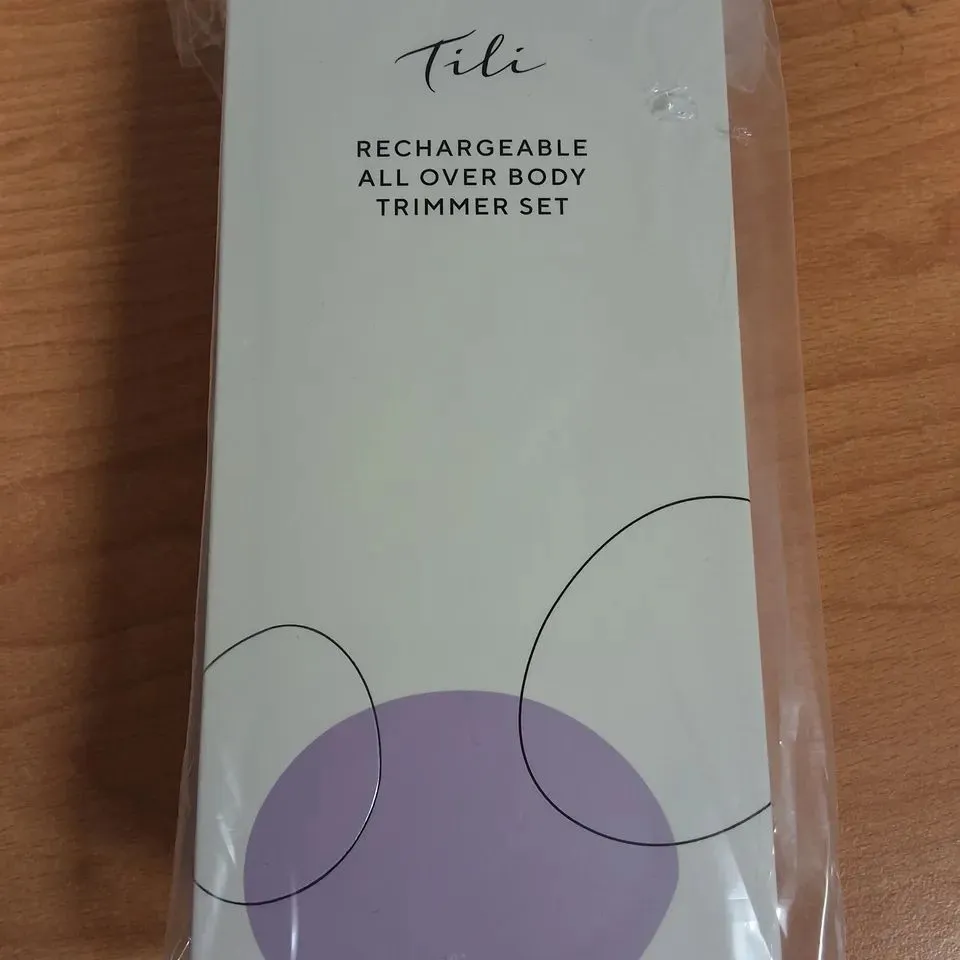 Tili
RECHARGEABLE
ALL OVER BODY
TRIMMER SET